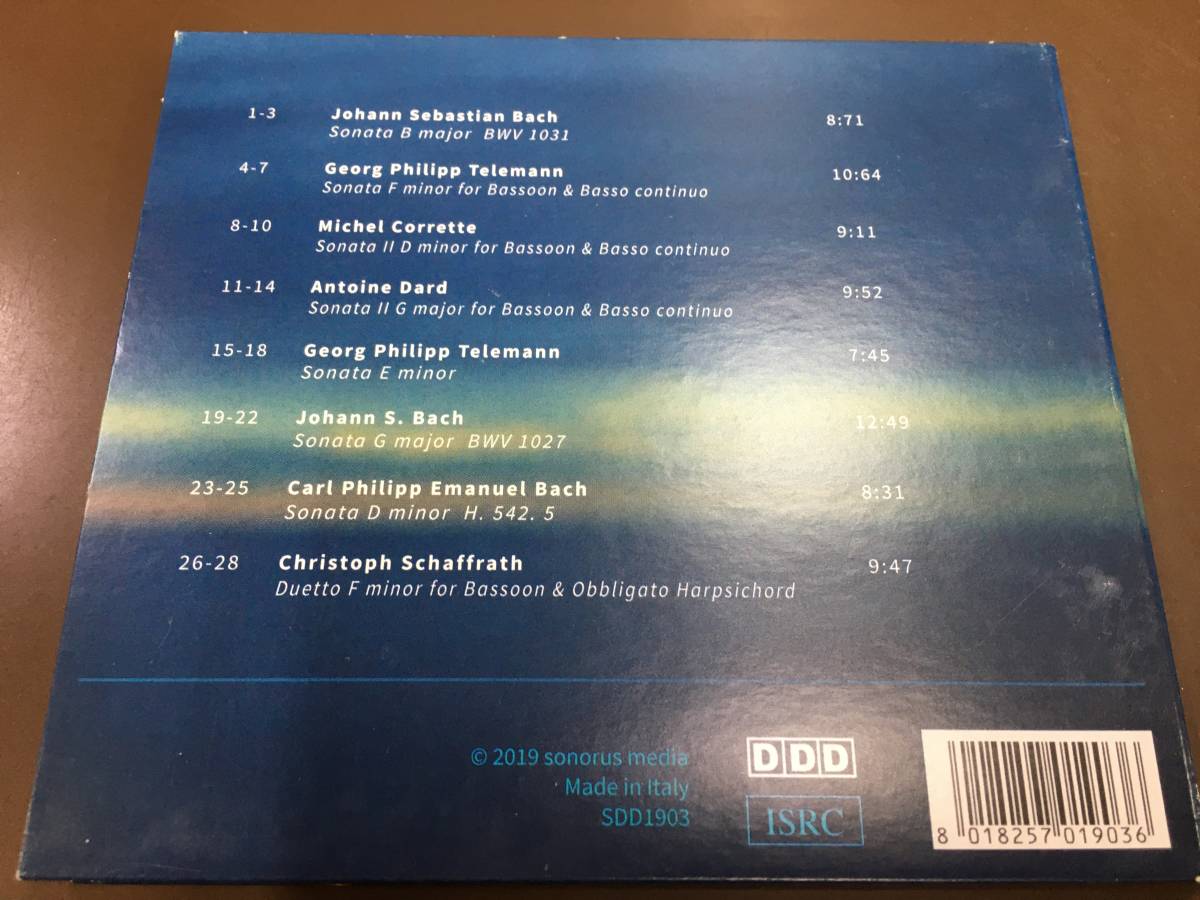 1-3 Johann Sebastian Bach 8:71
Sonata B major BWV 1031
4-7 Georg Philipp Telemann 10:64
Sonata F minor for Bassoon & Basso continuo
8-10 Michel Corrette 9:11
Sonata II D minor for Bassoon & Basso continuo
11-14 Antoine Dard 9:52
Sonata II G major for Bassoon & Basso continuo
15-18 Georg Philipp Telemann 7:45
Sonata E minor
19-22 Johann S. Bach 12:49
Sonata G major BWV 1027
23-25 Carl Philipp Emanuel Bach 8:31
Sonata D minor H. 542. 5
26-28 Christoph Schaffrath 9:47
Duetto F minor for Bassoon & Obbligato Harpsichord
© 2019 sonorus media
Made in Italy
SDD1903
DDD
ISRC
8 018257 019036